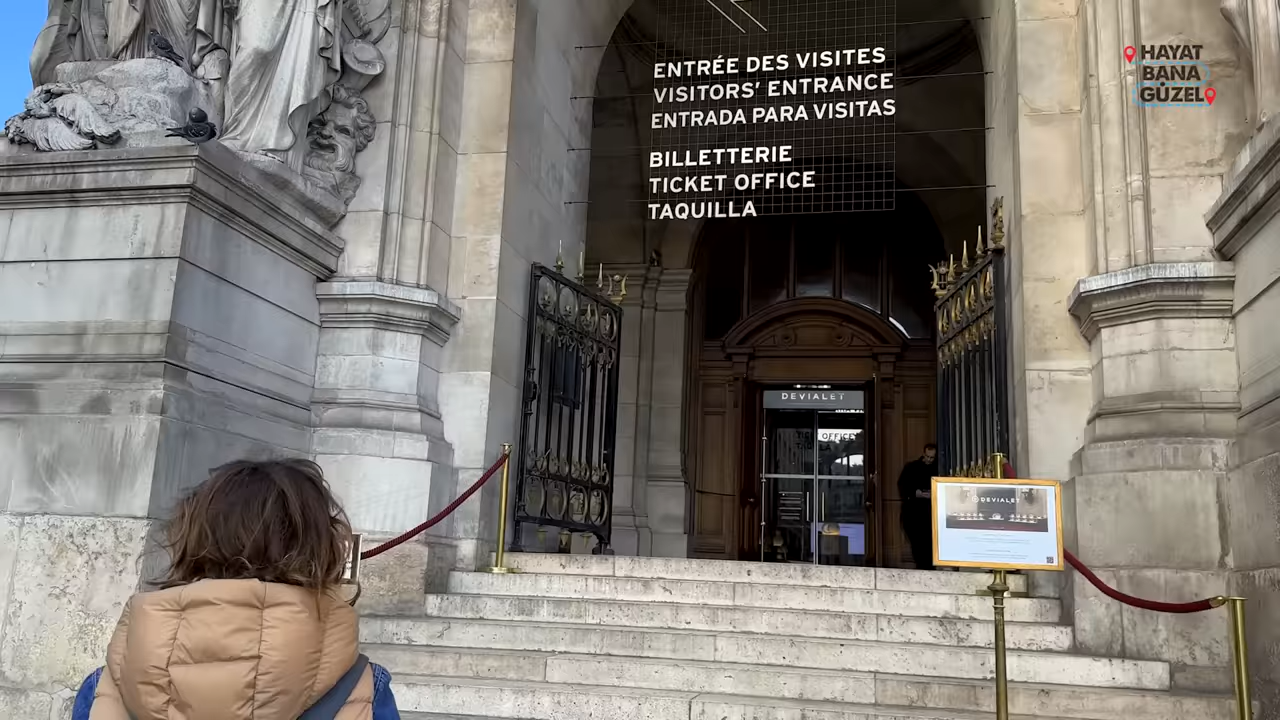 ENTRÉE DES VISITES
VISITORS' ENTRANCE
ENTRADA PARA VISITAS
BILLETTERIE
TICKET OFFICE
TAQUILLA
HAYAT
BANA
GÜZEL
DEVIALET
OFFICE
DEVIALET